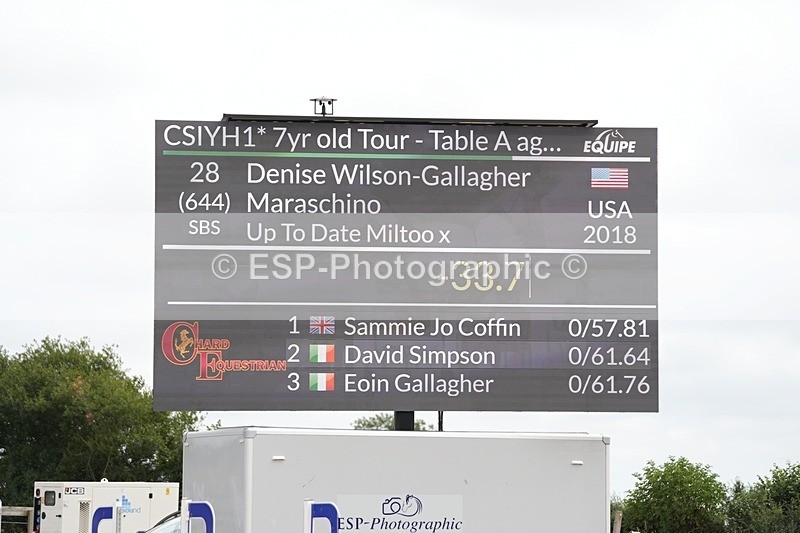 CSIYH1* 7yr old Tour - Table A ag...
EQUIPE
28 Denise Wilson-Gallagher
(644) Maraschino USA
SBS Up To Date Miltoo x 2018
© ESP-Photographic ©
-33.7
1 Sammie Jo Coffin 0/57.81
2 David Simpson 0/61.64
3 Eoin Gallagher 0/61.76
CHARD
EQUESTRIAN
JCB
ESP-Photographic